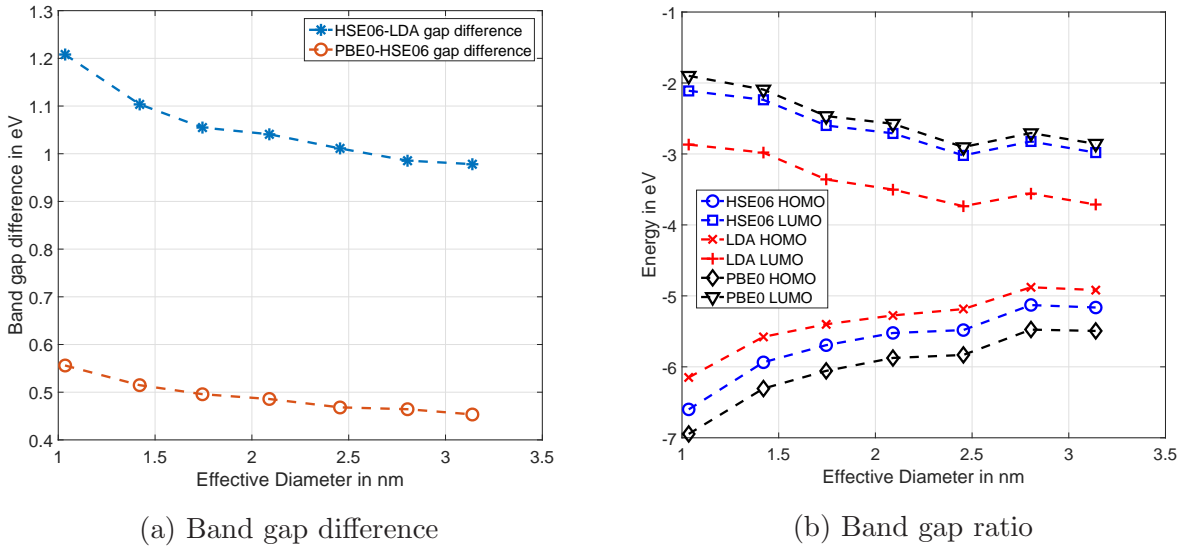 1.3
1.2
1.1
1
0.9
0.8
0.7
0.6
0.5
0.4
Band gap difference in eV
HSE06-LDA gap difference
PBE0-HSE06 gap difference
1 1.5 2 2.5 3 3.5
Effective Diameter in nm
(a) Band gap difference
-1
-2
-3
-4
-5
-6
-7
Energy in eV
HSE06 HOMO
HSE06 LUMO
LDA HOMO
LDA LUMO
PBE0 HOMO
PBE0 LUMO
1 1.5 2 2.5 3 3.5
Effective Diameter in nm
(b) Band gap ratio